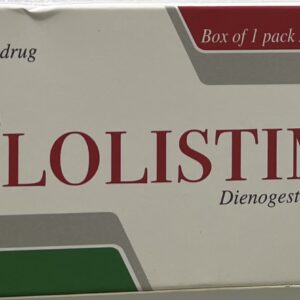 drug
Box of 1 pack
LOLISTIN
Dienogest